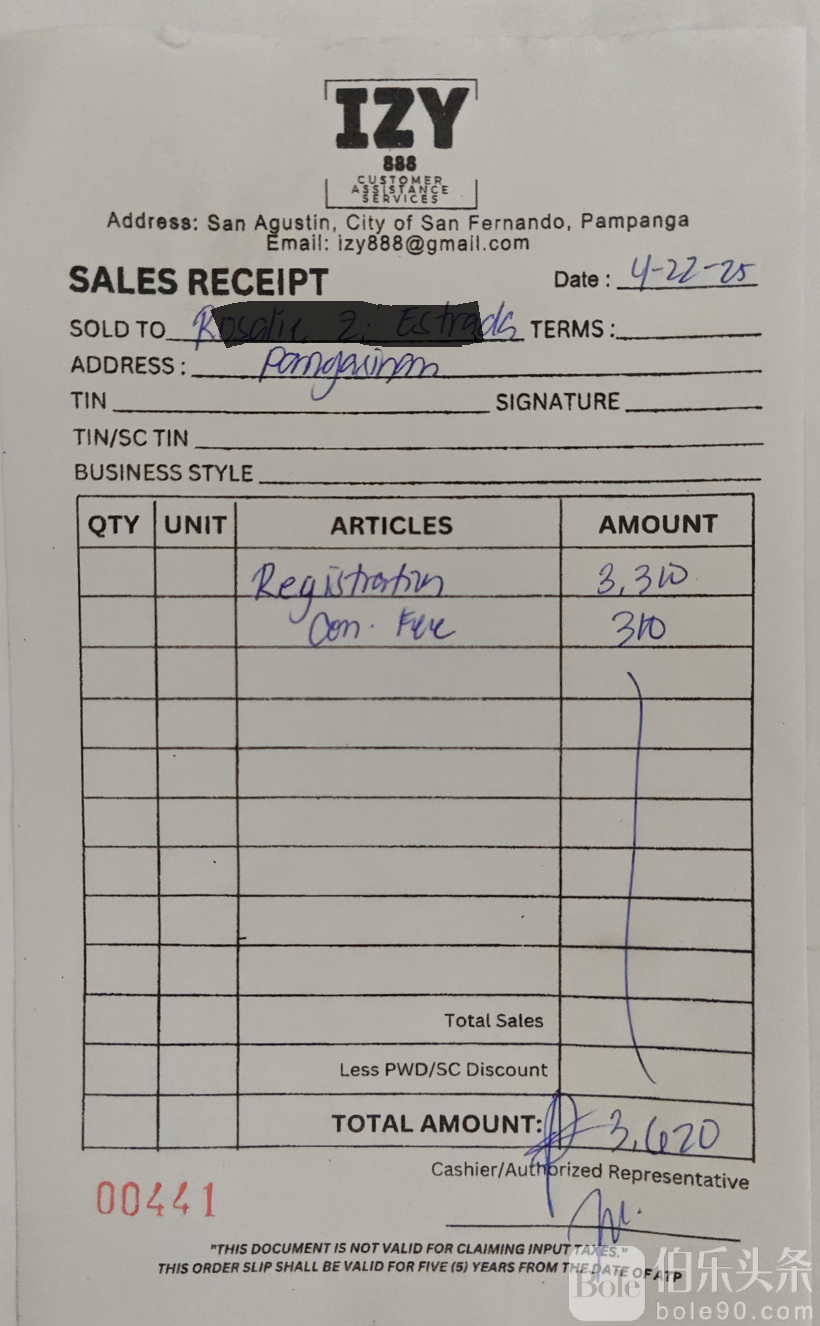 IZY
888
CUSTOMER
ASSISTANCE
SERVICES
Address: San Agustin, City of San Fernando, Pampanga
Email: izy888@gmail.com
SALES RECEIPT Date : 4-22-25
SOLD TO TERMS :
ADDRESS : Pangasinan
TIN SIGNATURE
TIN/SC TIN
BUSINESS STYLE
QTY UNIT ARTICLES AMOUNT
Registration 3,310
Con. Fee 310
Total Sales
Less PWD/SC Discount
TOTAL AMOUNT: ₱ 3,620
Cashier/Authorized Representative
00441
"THIS DOCUMENT IS NOT VALID FOR CLAIMING INPUT TAXES."
THIS ORDER SLIP SHALL BE VALID FOR FIVE (5) YEARS FROM THE DATE OF ATP
Bole 伯乐头条
bole90.com